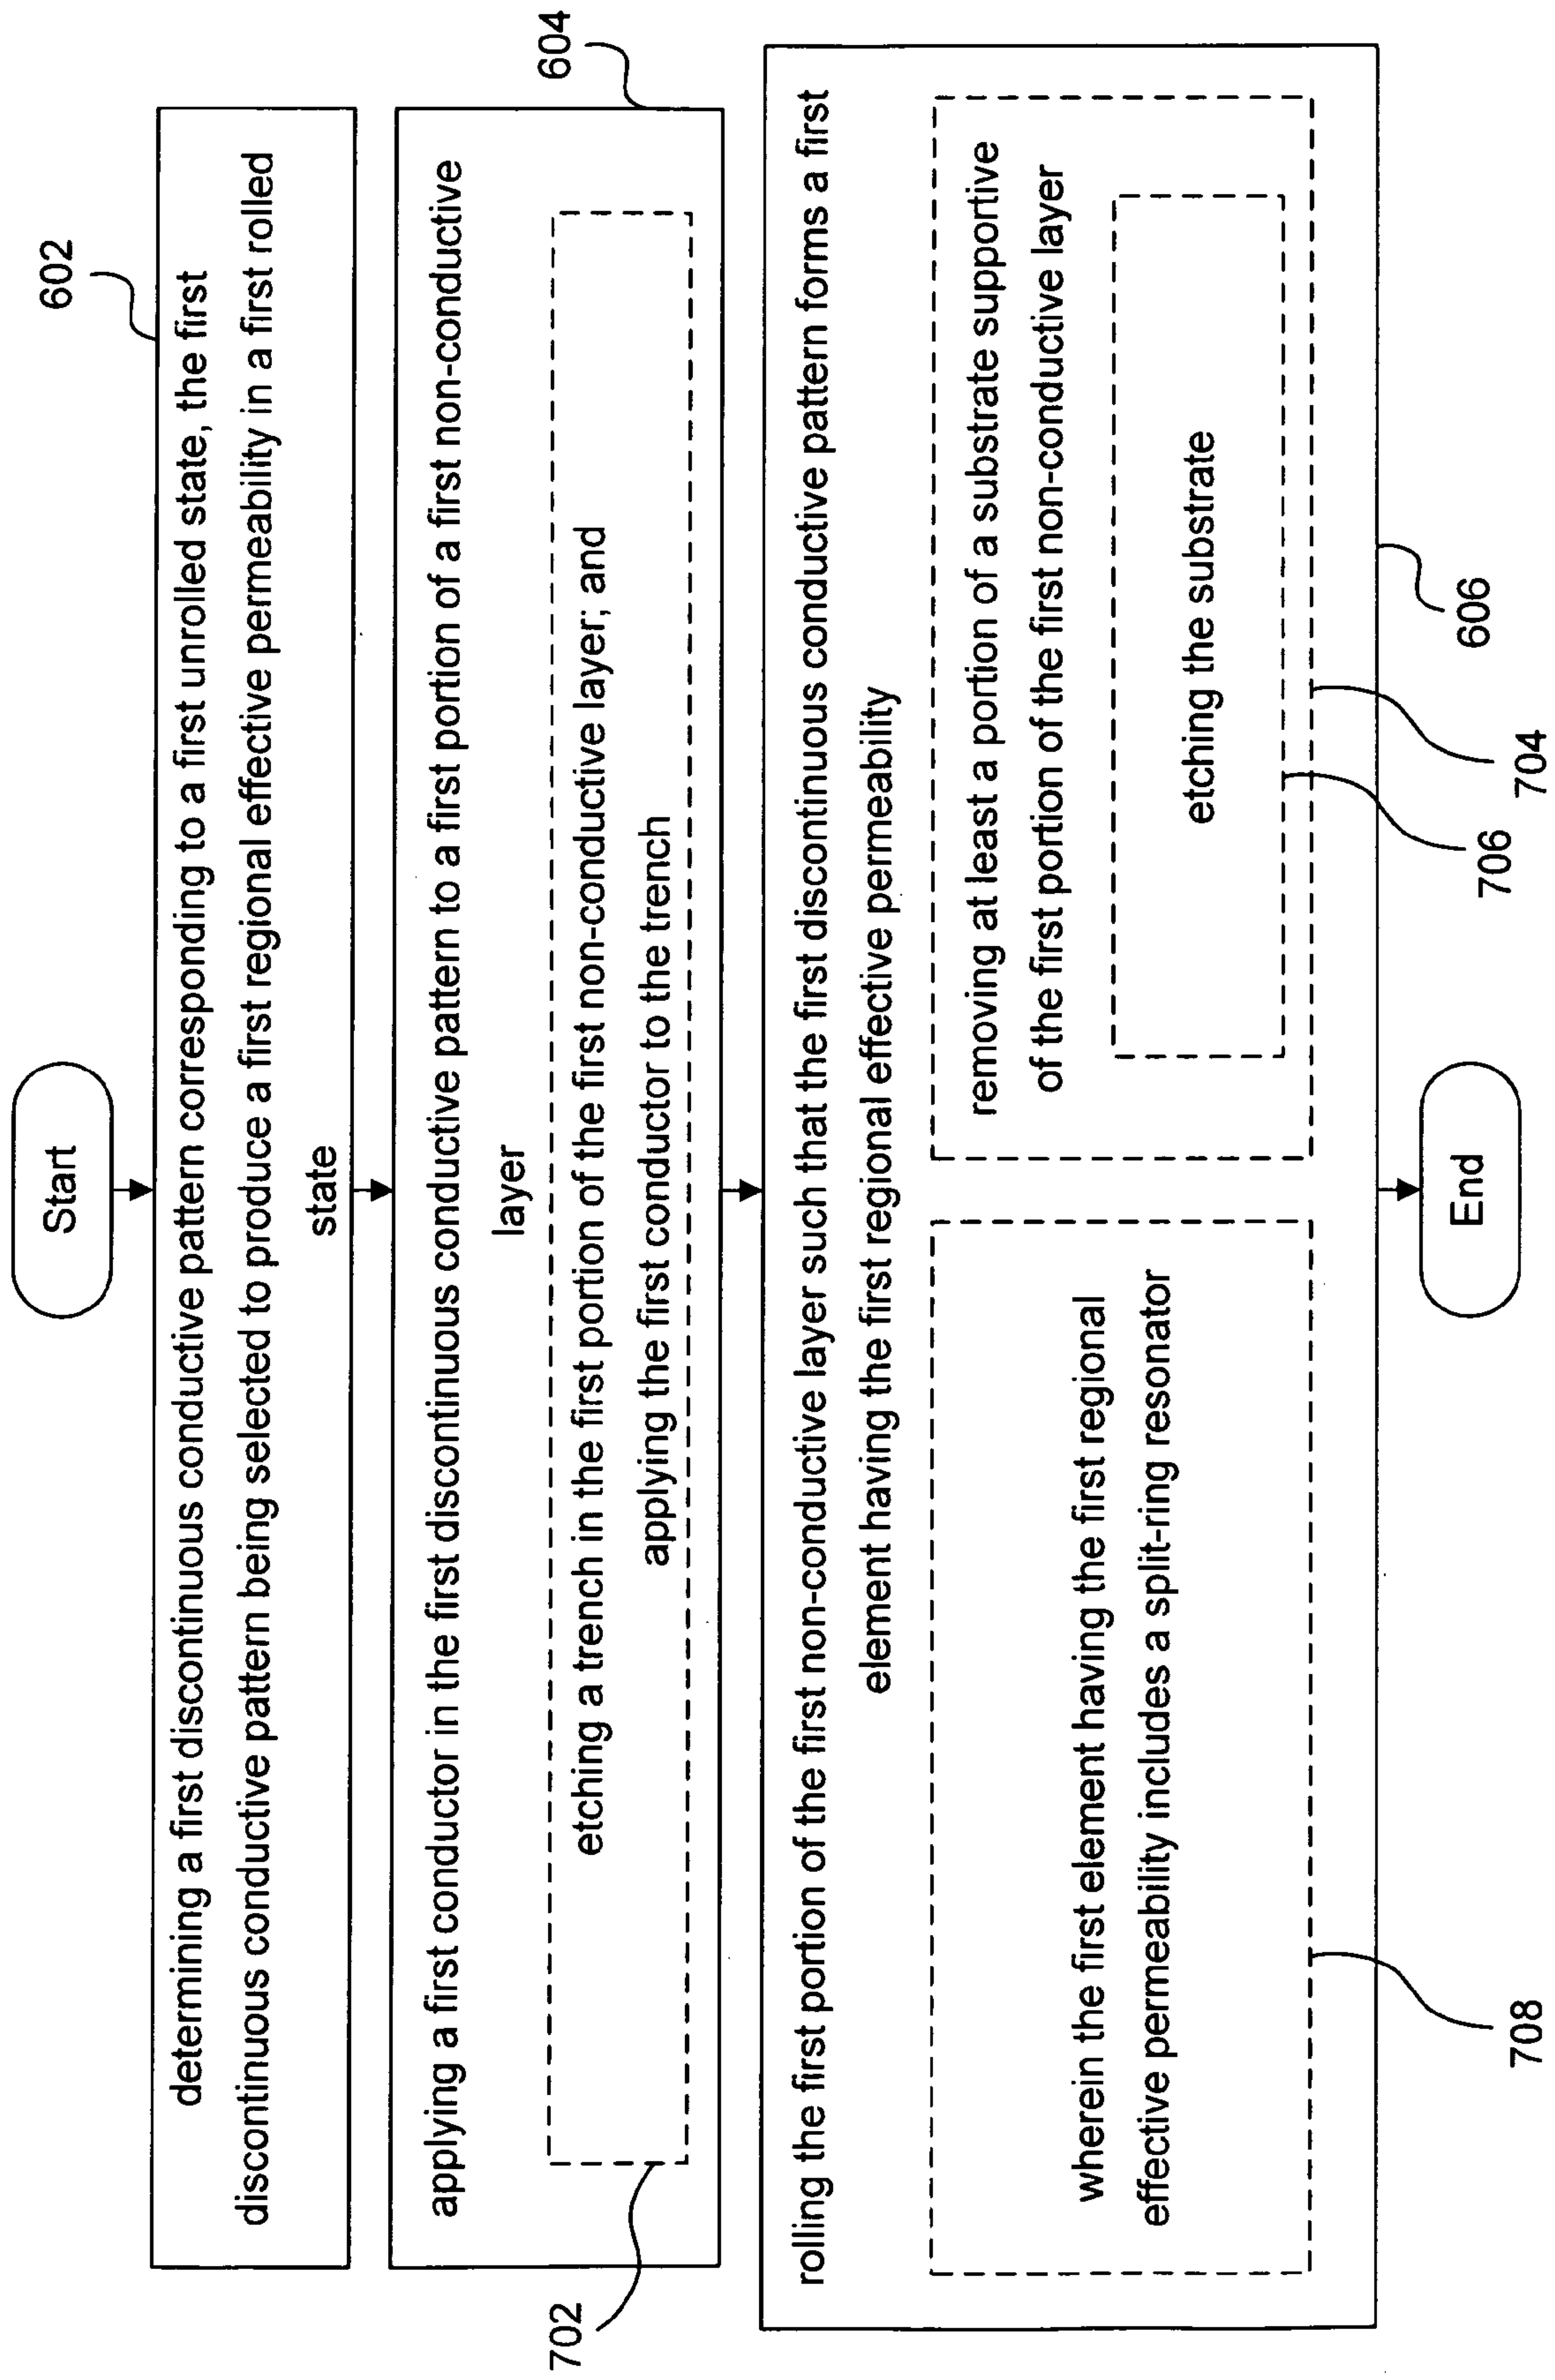 Start
602
determining a first discontinuous conductive pattern corresponding to a first unrolled state, the first
discontinuous conductive pattern being selected to produce a first regional effective permeability in a first rolled
state
604
applying a first conductor in the first discontinuous conductive pattern to a first portion of a first non-conductive
layer
702
etching a trench in the first portion of the first non-conductive layer; and
applying the first conductor to the trench
rolling the first portion of the first non-conductive layer such that the first discontinuous conductive pattern forms a first
element having the first regional effective permeability
wherein the first element having the first regional
effective permeability includes a split-ring resonator
708
removing at least a portion of a substrate supportive
of the first portion of the first non-conductive layer
etching the substrate
706
704
606
End